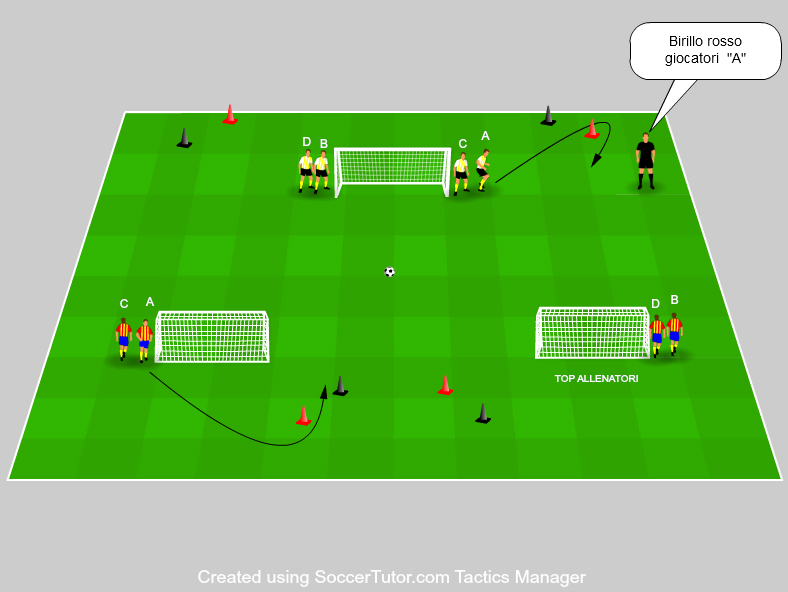 Birillo rosso
giocatori "A"
A
D B
C
C A
D B
TOP ALLENATORI
Created using SoccerTutor.com Tactics Manager